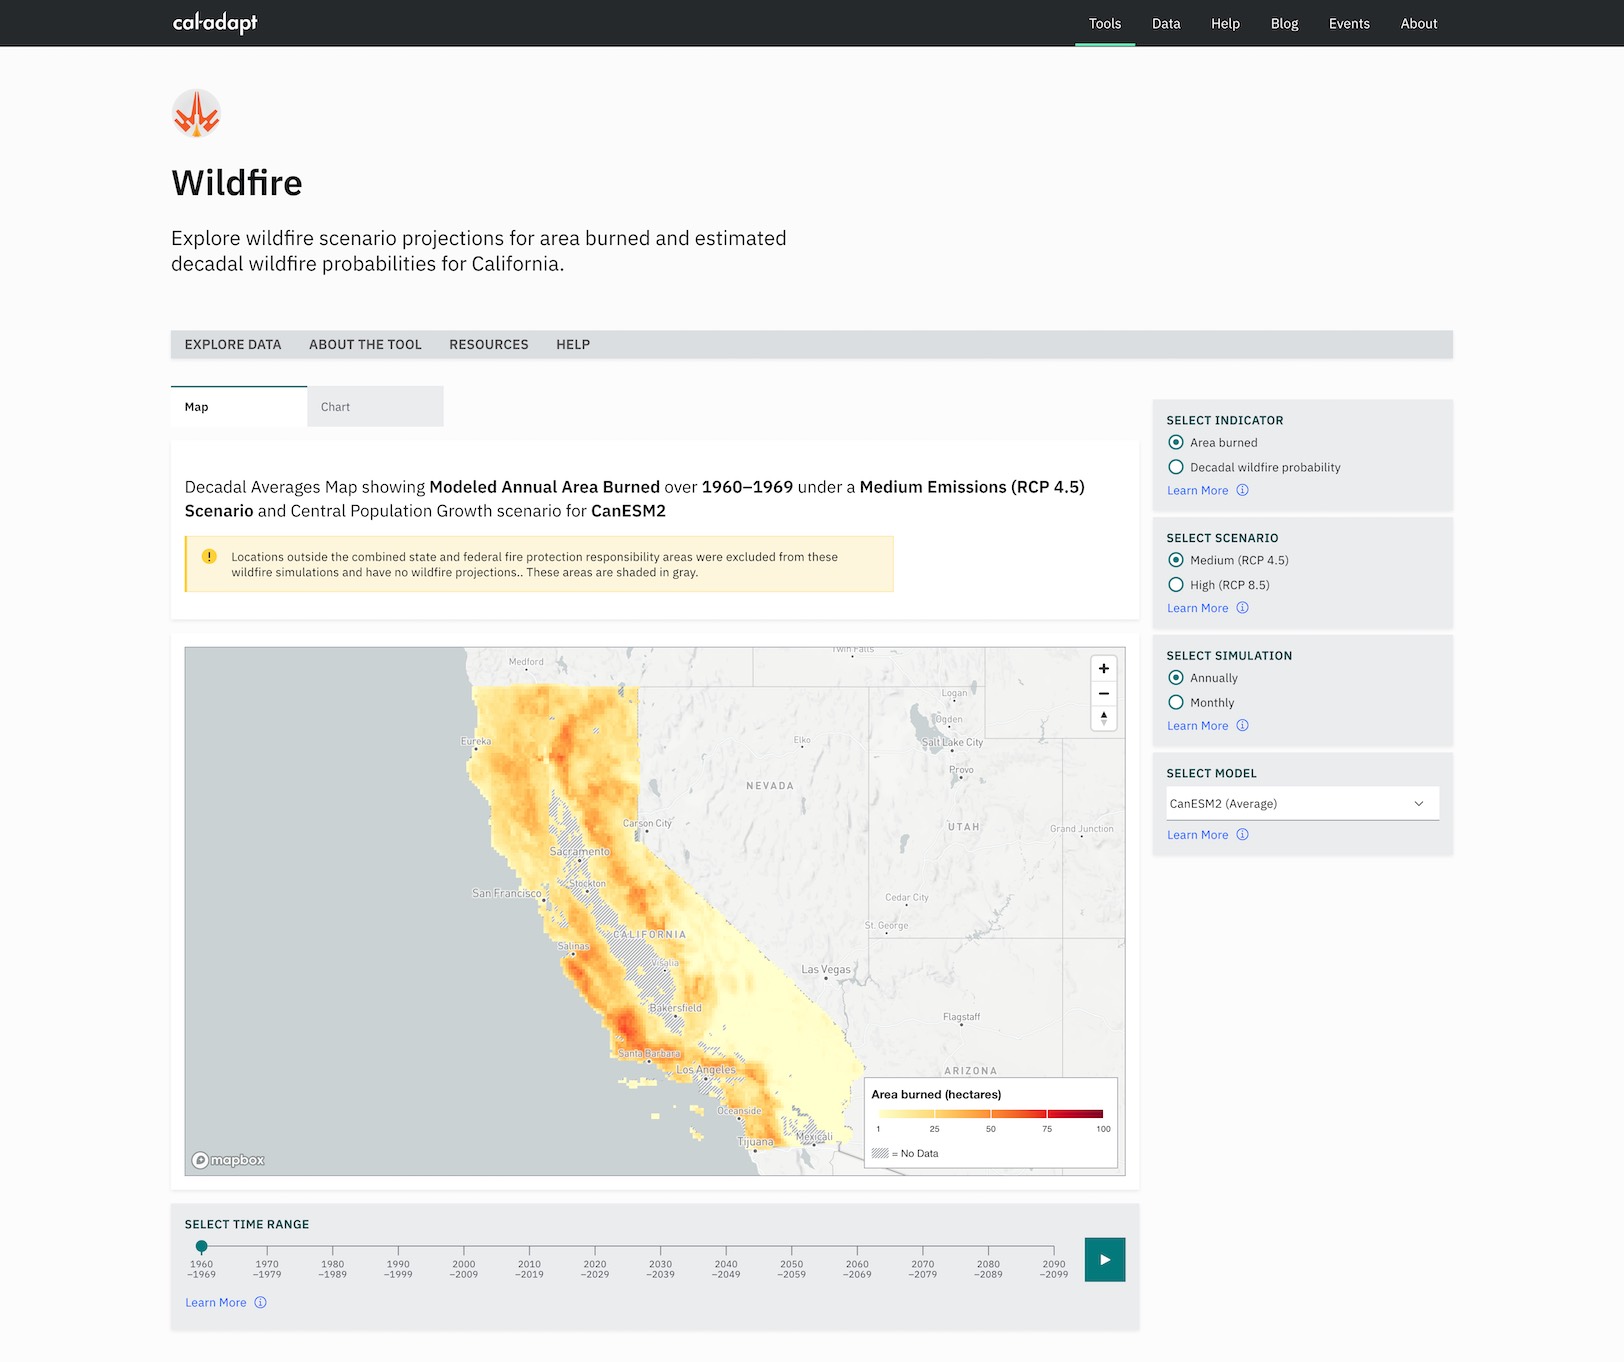 cal-adapt
Tools Data Help Blog Events About
Wildfire
Explore wildfire scenario projections for area burned and estimated
decadal wildfire probabilities for California.
EXPLORE DATA ABOUT THE TOOL RESOURCES HELP
Map Chart
Decadal Averages Map showing Modeled Annual Area Burned over 1960–1969 under a Medium Emissions (RCP 4.5)
Scenario and Central Population Growth scenario for CanESM2
Locations outside the combined state and federal fire protection responsibility areas were excluded from these
wildfire simulations and have no wildfire projections.. These areas are shaded in gray.
SELECT INDICATOR
Area burned
Decadal wildfire probability
Learn More
SELECT SCENARIO
Medium (RCP 4.5)
High (RCP 8.5)
Learn More
SELECT SIMULATION
Annually
Monthly
Learn More
SELECT MODEL
CanESM2 (Average)
Learn More
Twin Falls
Medford
Logan
Ogden
Eureka
Elko
Salt Lake City
Provo
NEVADA
Carson City
UTAH
Grand Junction
Sacramento
Stockton
San Francisco
Cedar City
St. George
CALIFORNIA
Salinas
Visalia
Las Vegas
Bakersfield
Flagstaff
Santa Barbara
Los Angeles
ARIZONA
Oceanside
Tijuana
Mexicali
Area burned (hectares)
1 25 50 75 100
= No Data
mapbox
SELECT TIME RANGE
1960 1970 1980 1990 2000 2010 2020 2030 2040 2050 2060 2070 2080 2090
–1969 –1979 –1989 –1999 –2009 –2019 –2029 –2039 –2049 –2059 –2069 –2079 –2089 –2099
Learn More